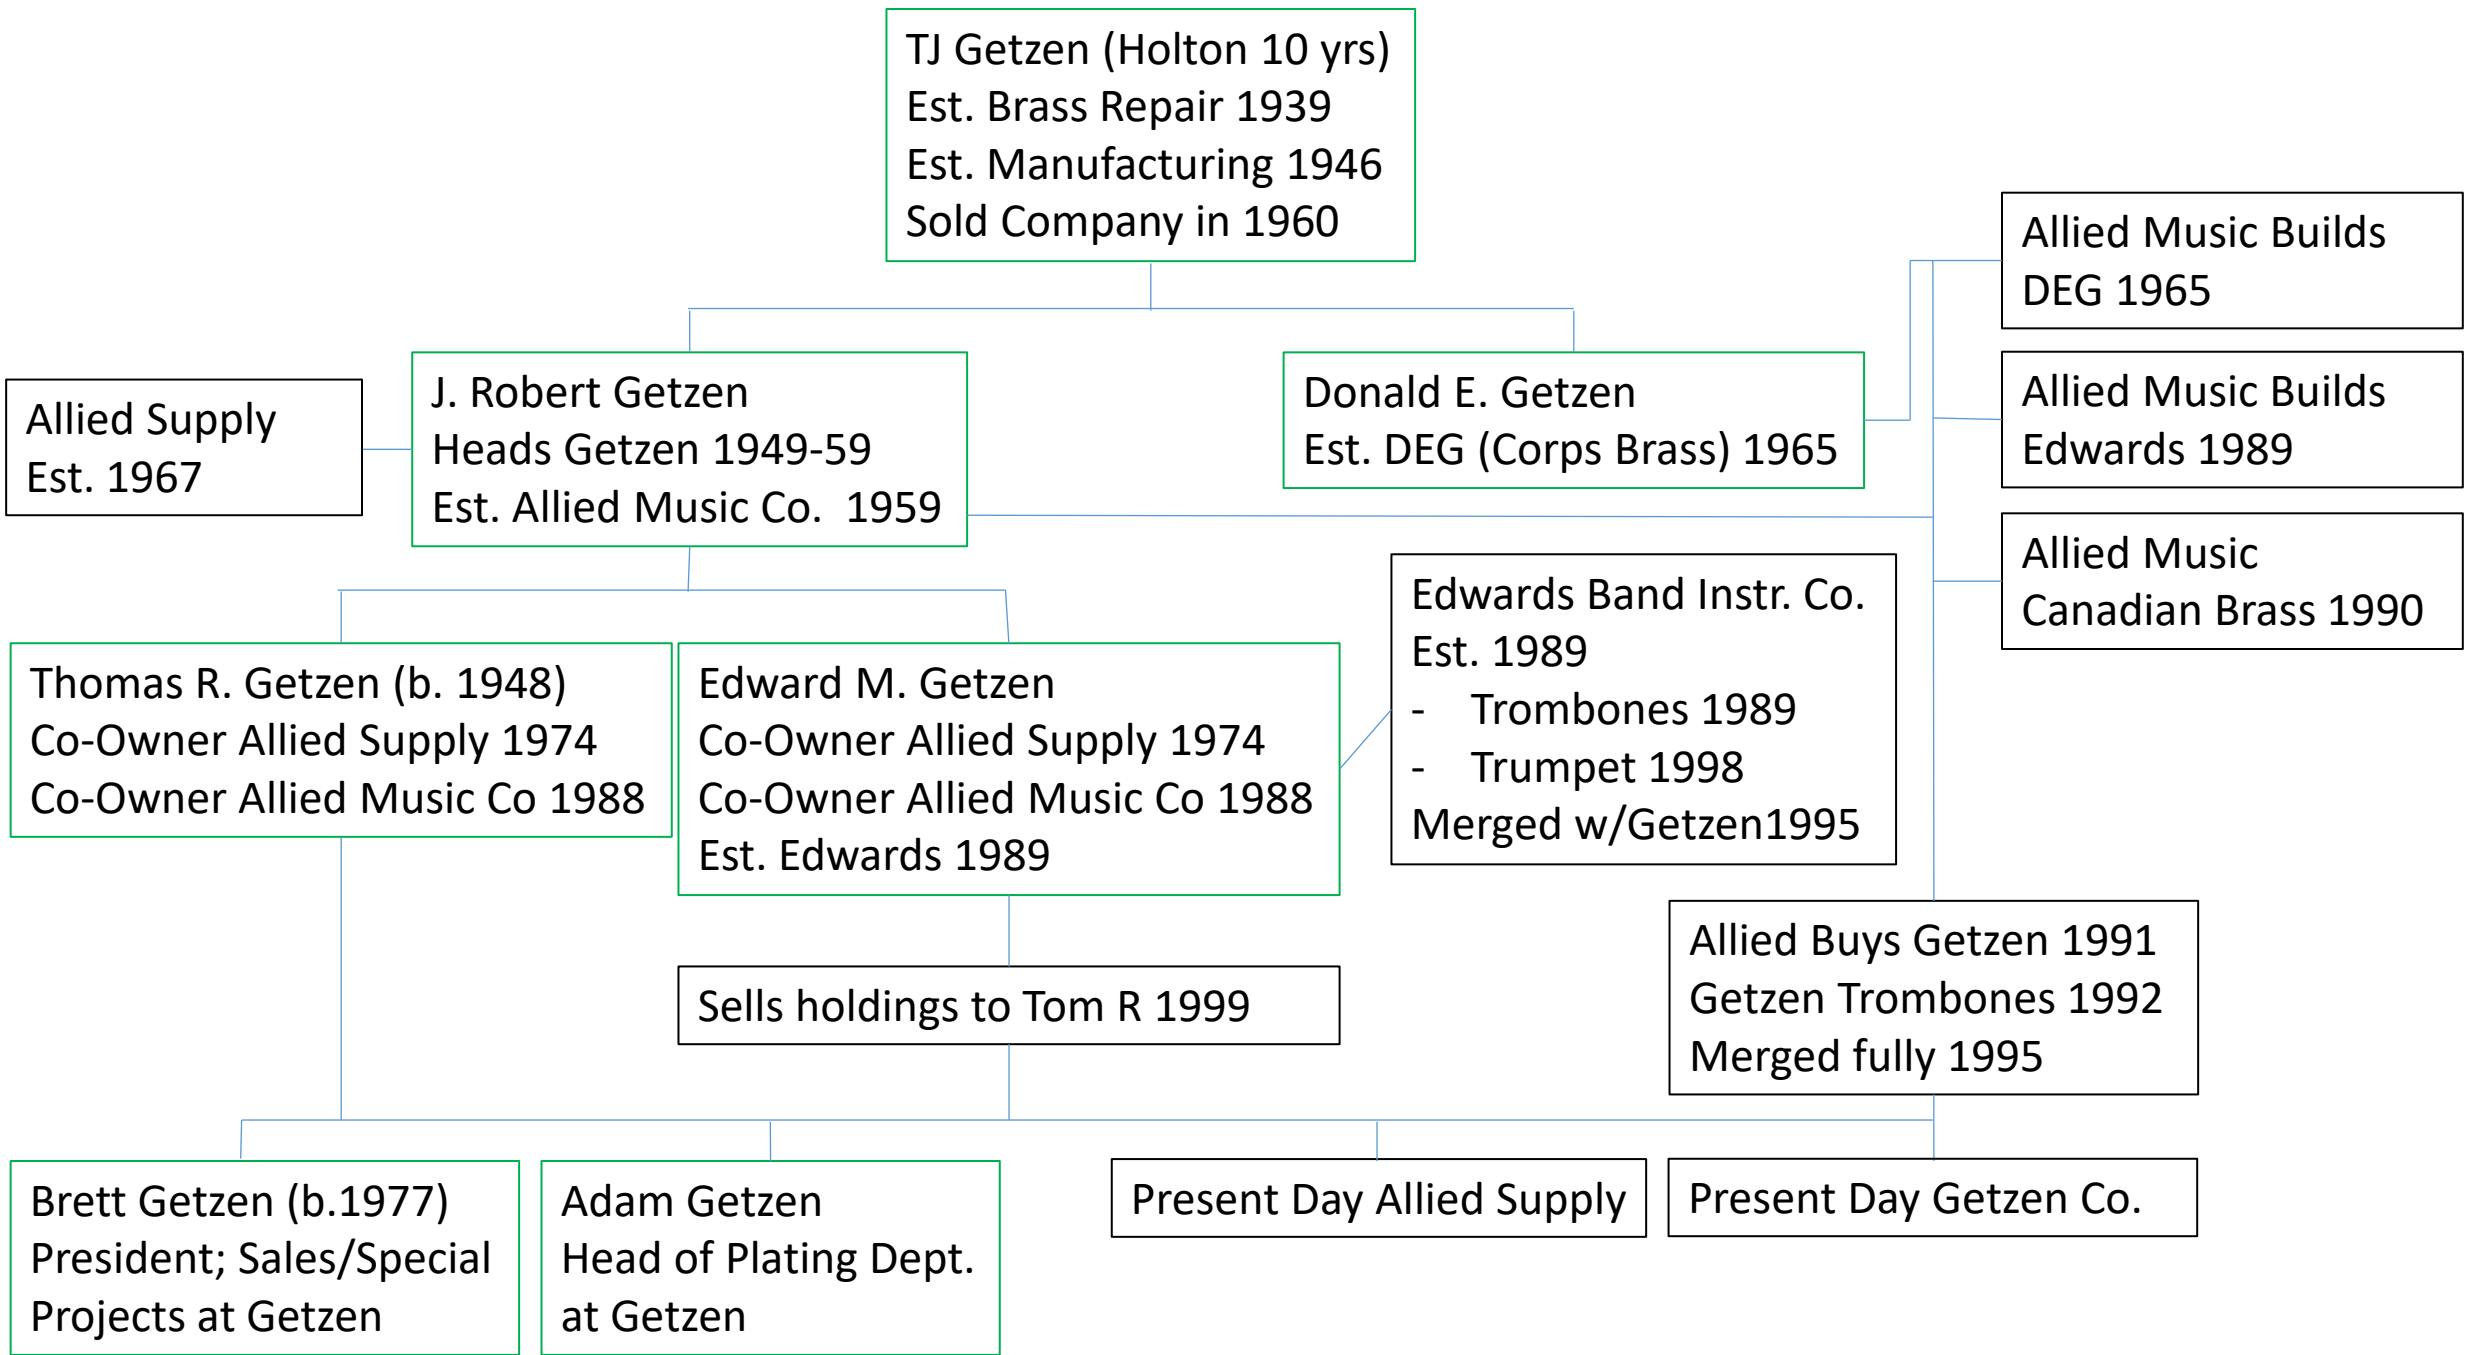 TJ Getzen (Holton 10 yrs)
Est. Brass Repair 1939
Est. Manufacturing 1946
Sold Company in 1960
Allied Music Builds
DEG 1965
Allied Supply
Est. 1967
J. Robert Getzen
Heads Getzen 1949-59
Est. Allied Music Co. 1959
Donald E. Getzen
Est. DEG (Corps Brass) 1965
Allied Music Builds
Edwards 1989
Allied Music
Canadian Brass 1990
Thomas R. Getzen (b. 1948)
Co-Owner Allied Supply 1974
Co-Owner Allied Music Co 1988
Edward M. Getzen
Co-Owner Allied Supply 1974
Co-Owner Allied Music Co 1988
Est. Edwards 1989
Edwards Band Instr. Co.
Est. 1989
- Trombones 1989
- Trumpet 1998
Merged w/Getzen1995
Sells holdings to Tom R 1999
Allied Buys Getzen 1991
Getzen Trombones 1992
Merged fully 1995
Brett Getzen (b.1977)
President; Sales/Special
Projects at Getzen
Adam Getzen
Head of Plating Dept.
at Getzen
Present Day Allied Supply
Present Day Getzen Co.